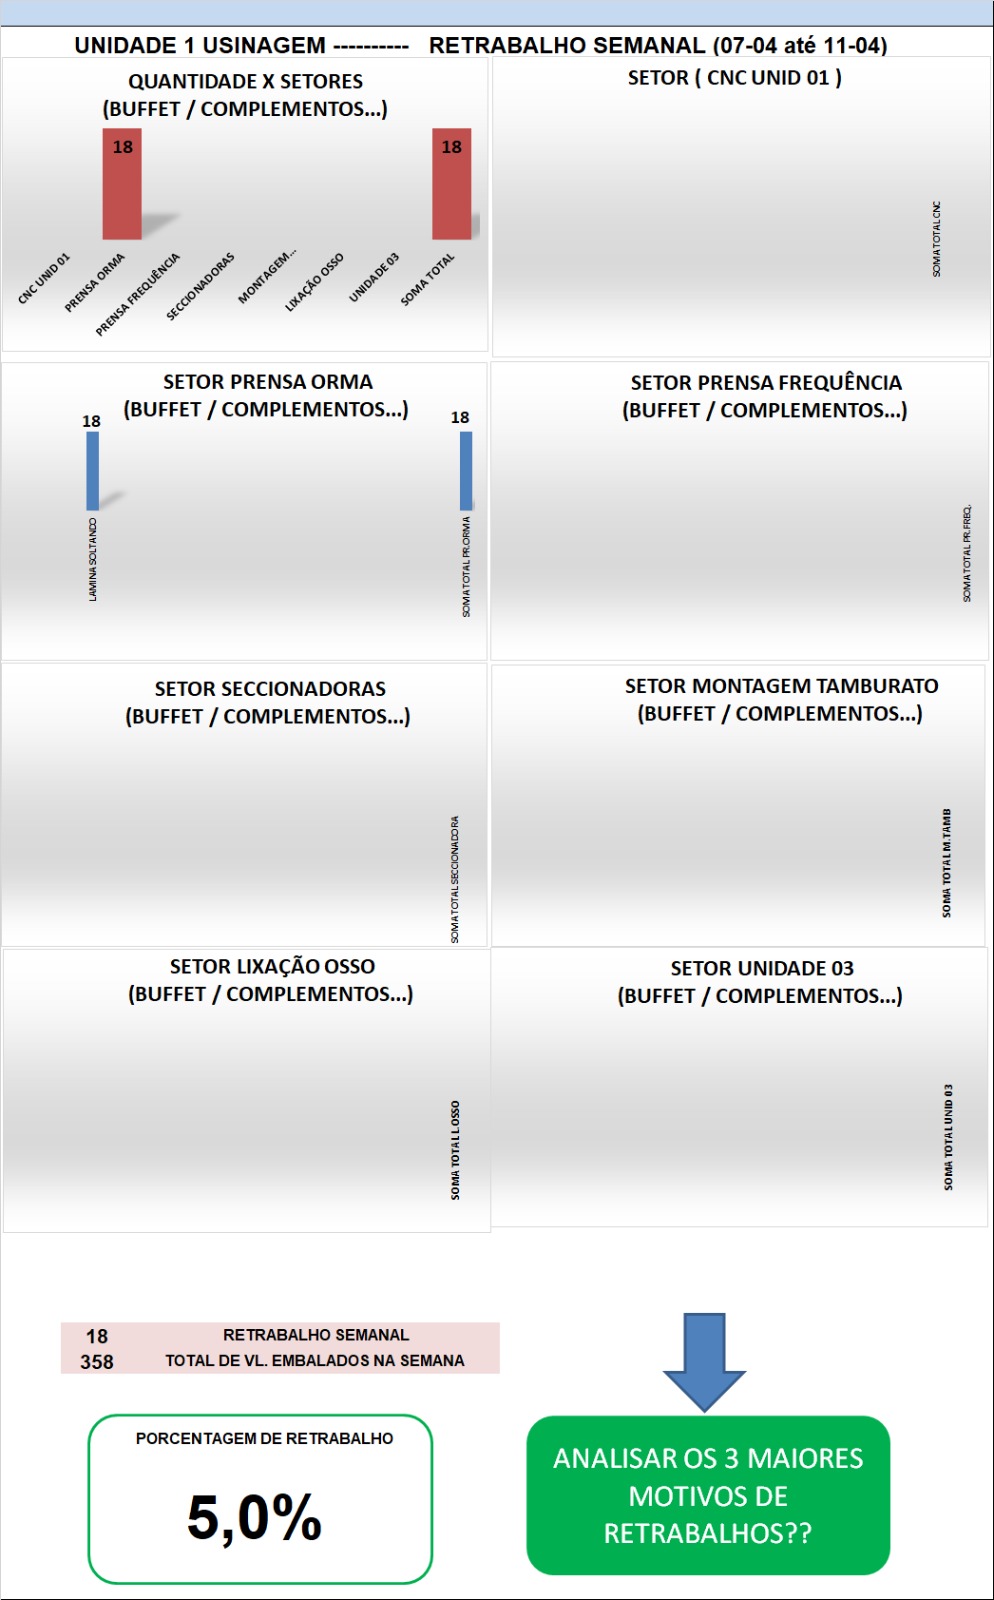 UNIDADE 1 USINAGEM ---------- RETRABALHO SEMANAL (07-04 até 11-04)
QUANTIDADE X SETORES
(BUFFET / COMPLEMENTOS...)
18
18
CNC UNID 01
PRENSA ORMA
PRENSA FREQUÊNCIA
SECCIONADORAS
MONTAGEM...
LIXAÇÃO OSSO
UNIDADE 03
SOMA TOTAL
SETOR ( CNC UNID 01 )
SOMA TOTAL CNC
SETOR PRENSA ORMA
(BUFFET / COMPLEMENTOS...)
18
18
LAMINA SOLTANDO
SOMA TOTAL PR.ORMA
SETOR PRENSA FREQUÊNCIA
(BUFFET / COMPLEMENTOS...)
SOMA TOTAL PR.FREQ.
SETOR SECCIONADORAS
(BUFFET / COMPLEMENTOS...)
SOMA TOTAL SECCIONADORA
SETOR MONTAGEM TAMBURATO
(BUFFET / COMPLEMENTOS...)
SOMA TOTAL M.TAMB
SETOR LIXAÇÃO OSSO
(BUFFET / COMPLEMENTOS...)
SOMA TOTAL L.OSSO
SETOR UNIDADE 03
(BUFFET / COMPLEMENTOS...)
SOMA TOTAL UNID 03
18 RETRABALHO SEMANAL
358 TOTAL DE VL. EMBALADOS NA SEMANA
PORCENTAGEM DE RETRABALHO
5,0%
ANALISAR OS 3 MAIORES
MOTIVOS DE
RETRABALHOS??